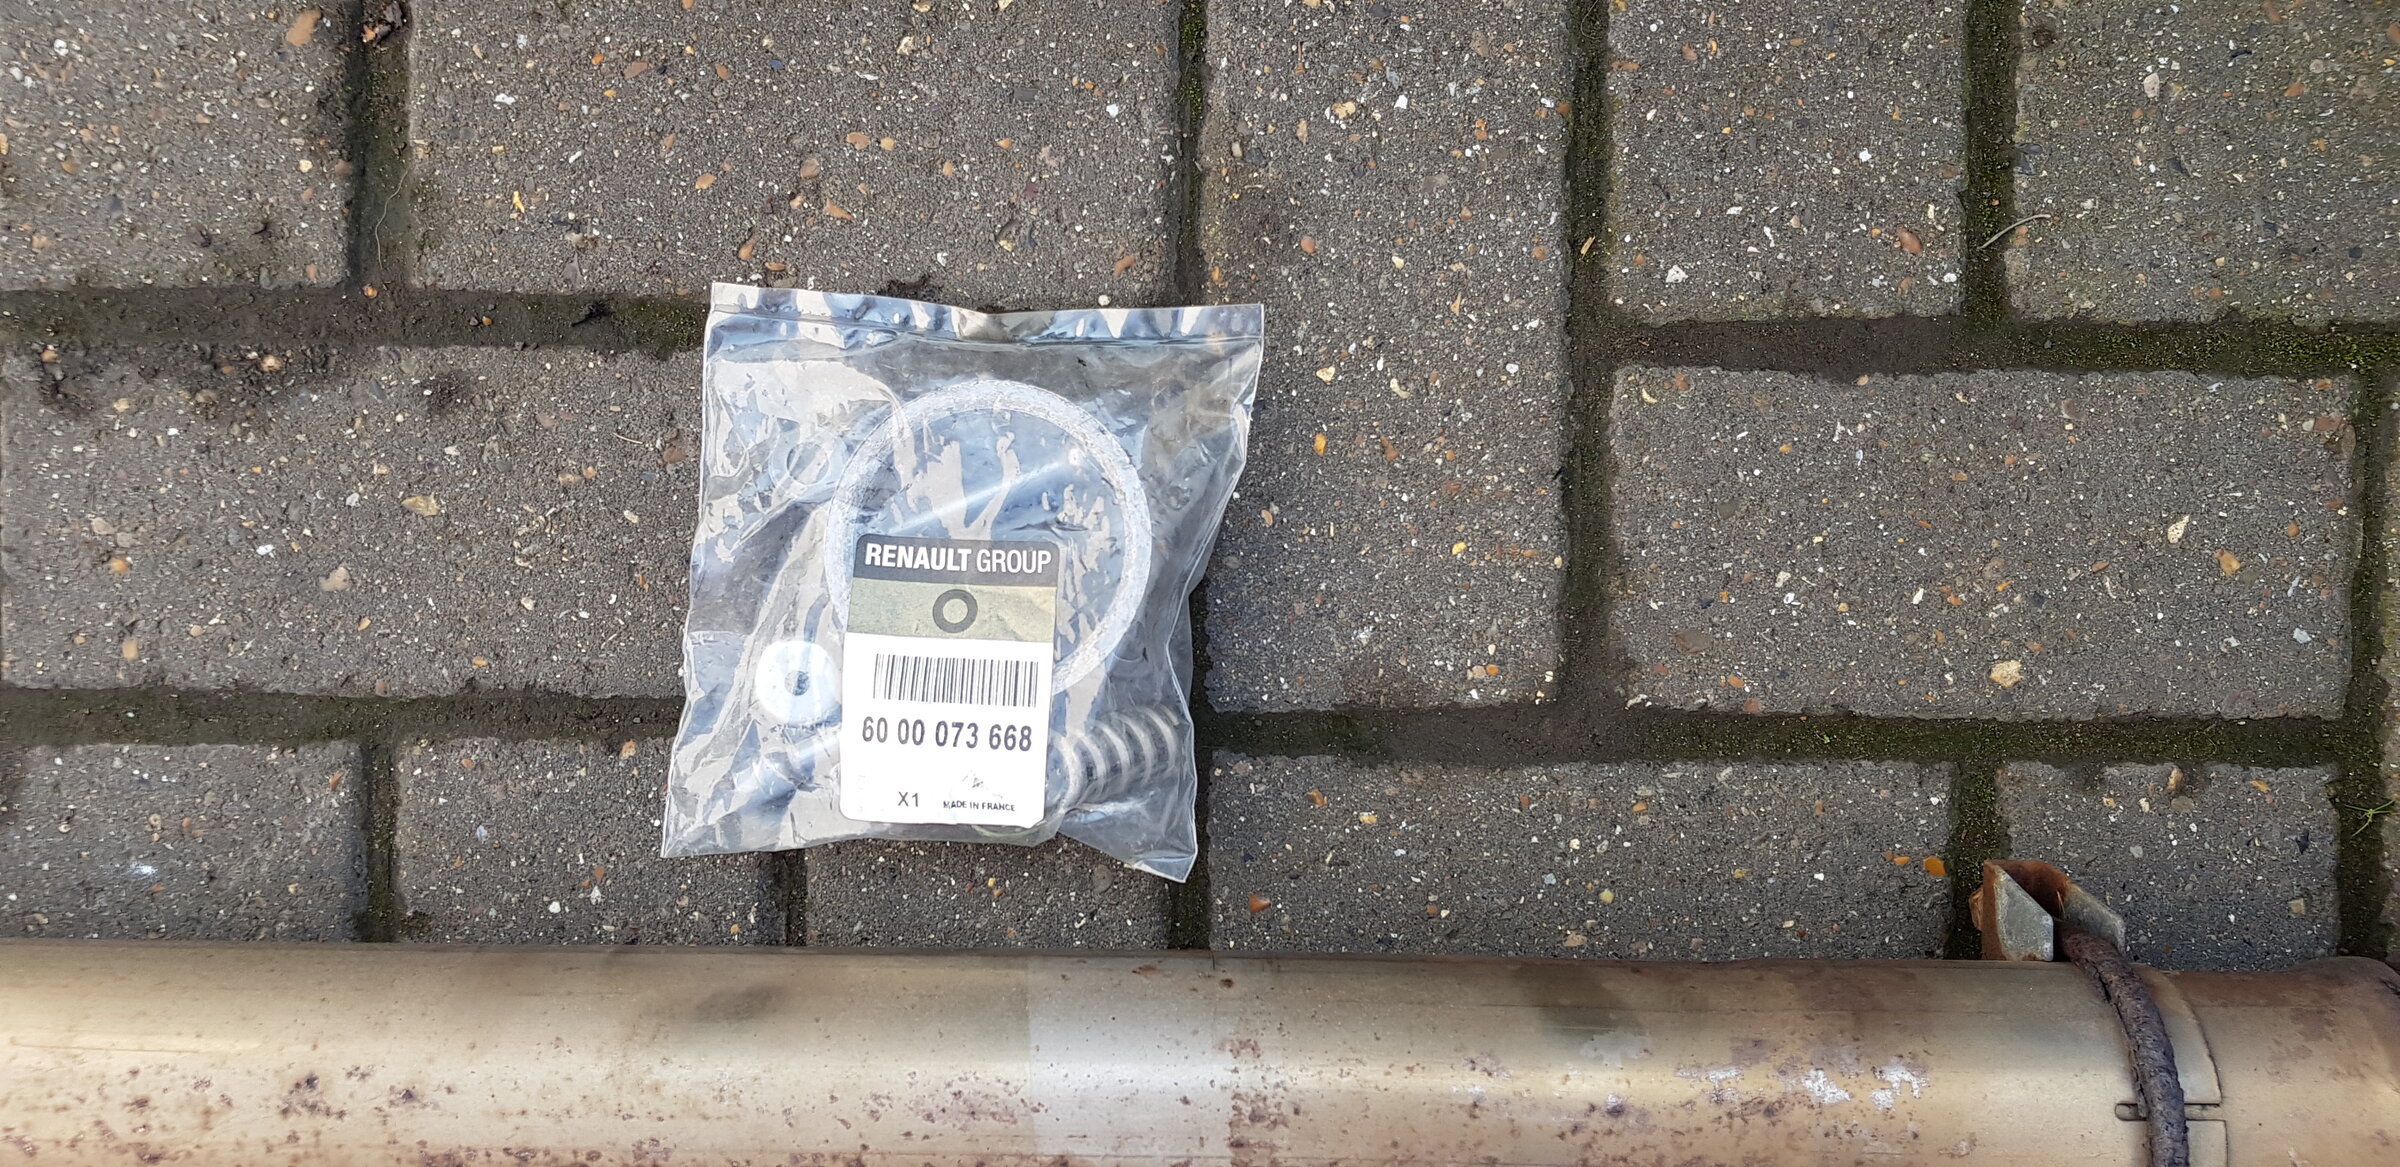 RENAULT GROUP
60 00 073 668
X1 MADE IN FRANCE